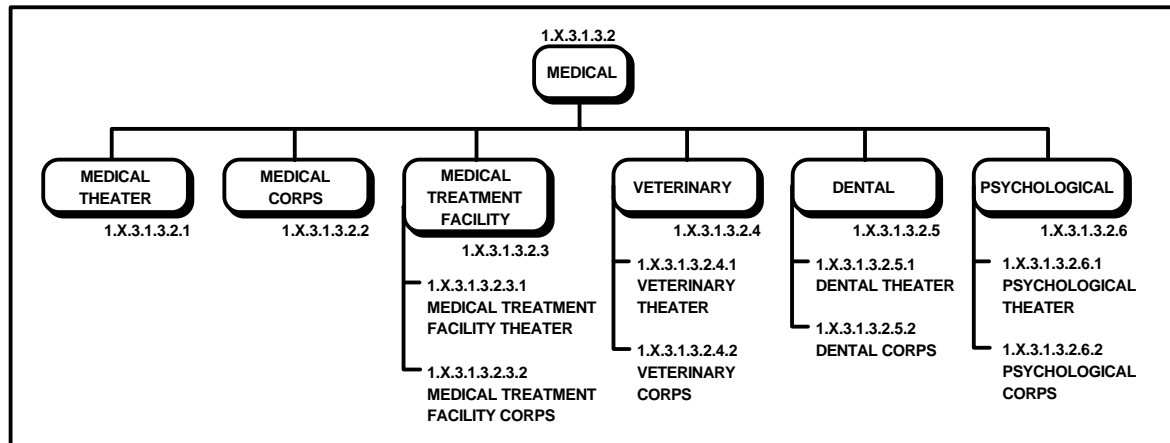 1.X.3.1.3.2
MEDICAL
MEDICAL
THEATER
1.X.3.1.3.2.1
MEDICAL
CORPS
1.X.3.1.3.2.2
MEDICAL
TREATMENT
FACILITY
1.X.3.1.3.2.3
1.X.3.1.3.2.3.1
MEDICAL TREATMENT
FACILITY THEATER
1.X.3.1.3.2.3.2
MEDICAL TREATMENT
FACILITY CORPS
VETERINARY
1.X.3.1.3.2.4
1.X.3.1.3.2.4.1
VETERINARY
THEATER
1.X.3.1.3.2.4.2
VETERINARY
CORPS
DENTAL
1.X.3.1.3.2.5
1.X.3.1.3.2.5.1
DENTAL THEATER
1.X.3.1.3.2.5.2
DENTAL CORPS
PSYCHOLOGICAL
1.X.3.1.3.2.6
1.X.3.1.3.2.6.1
PSYCHOLOGICAL
THEATER
1.X.3.1.3.2.6.2
PSYCHOLOGICAL
CORPS